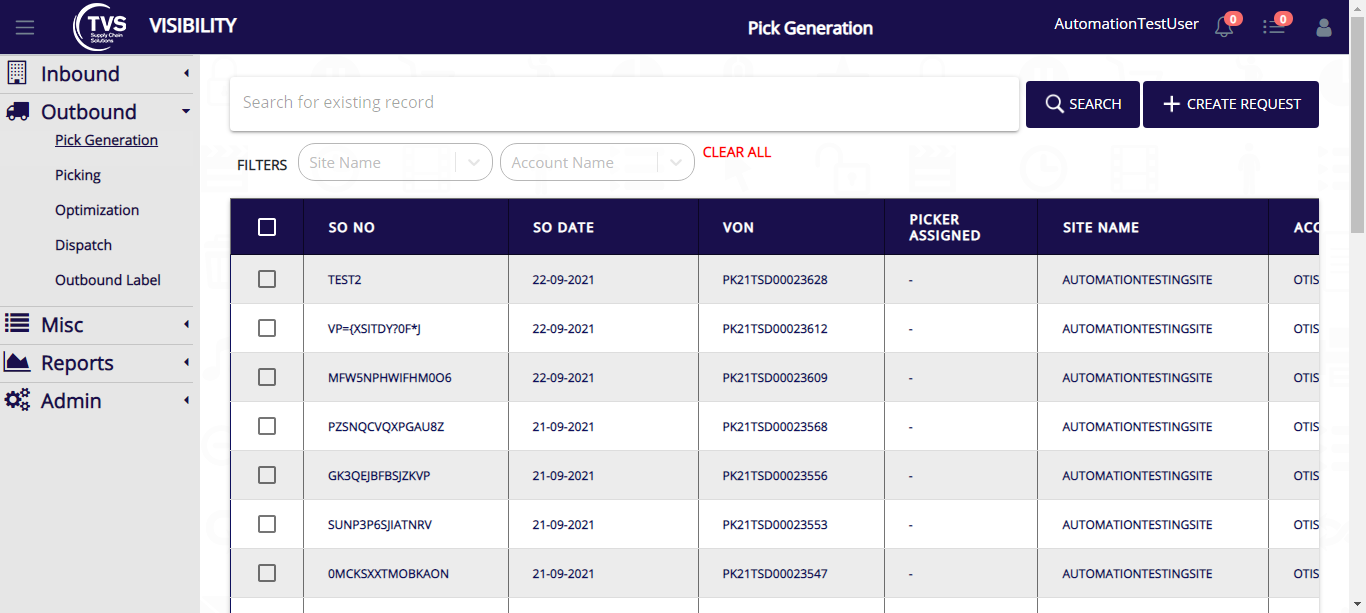 TVS
Supply Chain
Solutions
VISIBILITY
Pick Generation
AutomationTestUser
0
0
Inbound
Outbound
Pick Generation
Picking
Optimization
Dispatch
Outbound Label
Misc
Reports
Admin
Search for existing record
SEARCH
CREATE REQUEST
FILTERS
Site Name
Account Name
CLEAR ALL
SO NO SO DATE VON PICKER ASSIGNED SITE NAME ACC
TEST2 22-09-2021 PK21TSD00023628 - AUTOMATIONTESTINGSITE OTIS
VP={XSITDY?0F*J 22-09-2021 PK21TSD00023612 - AUTOMATIONTESTINGSITE OTIS
MFW5NPHWIFHM0O6 22-09-2021 PK21TSD00023609 - AUTOMATIONTESTINGSITE OTIS
PZSNQCVQXPGAU8Z 21-09-2021 PK21TSD00023568 - AUTOMATIONTESTINGSITE OTIS
GK3QEJBFBSJZKVP 21-09-2021 PK21TSD00023556 - AUTOMATIONTESTINGSITE OTIS
SUNP3P6SJIATNRV 21-09-2021 PK21TSD00023553 - AUTOMATIONTESTINGSITE OTIS
0MCKSXXTMOBKAON 21-09-2021 PK21TSD00023547 - AUTOMATIONTESTINGSITE OTIS